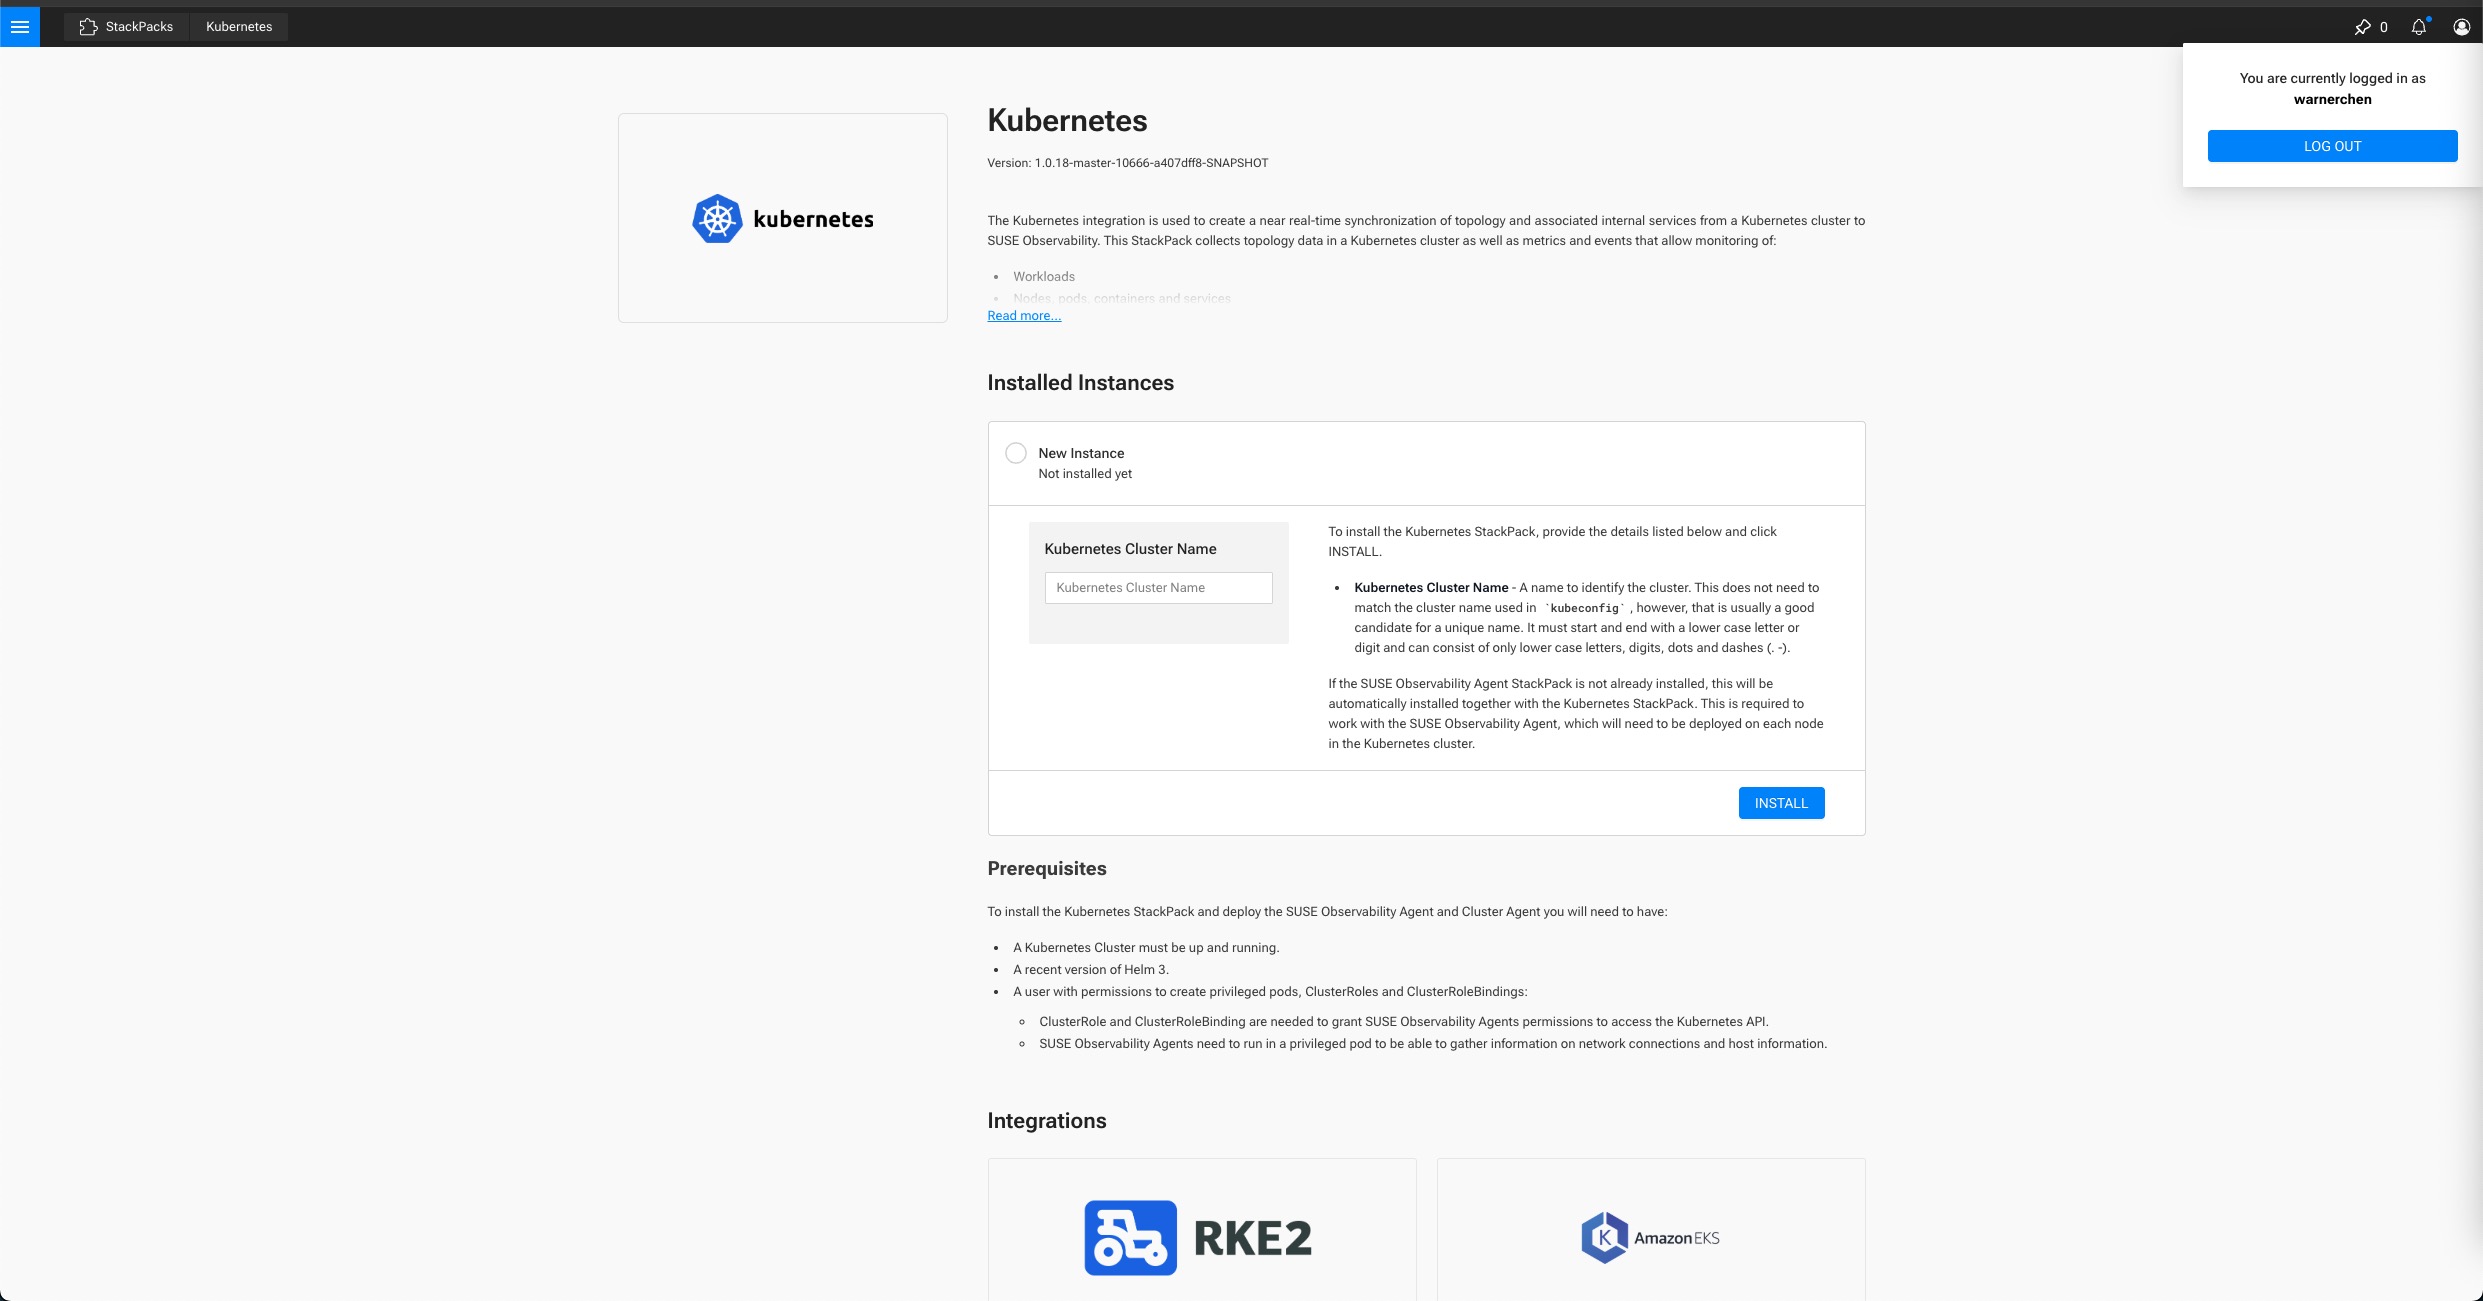 StackPacks
Kubernetes
0
You are currently logged in as
warnerchen
LOG OUT
kubernetes
Kubernetes
Version: 1.0.18-master-10666-a407dff8-SNAPSHOT
The Kubernetes integration is used to create a near real-time synchronization of topology and associated internal services from a Kubernetes cluster to
SUSE Observability. This StackPack collects topology data in a Kubernetes cluster as well as metrics and events that allow monitoring of:
• Workloads
• Nodes, pods, containers and services
Read more...
Installed Instances
New Instance
Not installed yet
Kubernetes Cluster Name
Kubernetes Cluster Name
To install the Kubernetes StackPack, provide the details listed below and click
INSTALL.
• Kubernetes Cluster Name - A name to identify the cluster. This does not need to
match the cluster name used in `kubeconfig` , however, that is usually a good
candidate for a unique name. It must start and end with a lower case letter or
digit and can consist of only lower case letters, digits, dots and dashes (. -).
If the SUSE Observability Agent StackPack is not already installed, this will be
automatically installed together with the Kubernetes StackPack. This is required to
work with the SUSE Observability Agent, which will need to be deployed on each node
in the Kubernetes cluster.
INSTALL
Prerequisites
To install the Kubernetes StackPack and deploy the SUSE Observability Agent and Cluster Agent you will need to have:
• A Kubernetes Cluster must be up and running.
• A recent version of Helm 3.
• A user with permissions to create privileged pods, ClusterRoles and ClusterRoleBindings:
◦ ClusterRole and ClusterRoleBinding are needed to grant SUSE Observability Agents permissions to access the Kubernetes API.
◦ SUSE Observability Agents need to run in a privileged pod to be able to gather information on network connections and host information.
Integrations
RKE2
K Amazon EKS